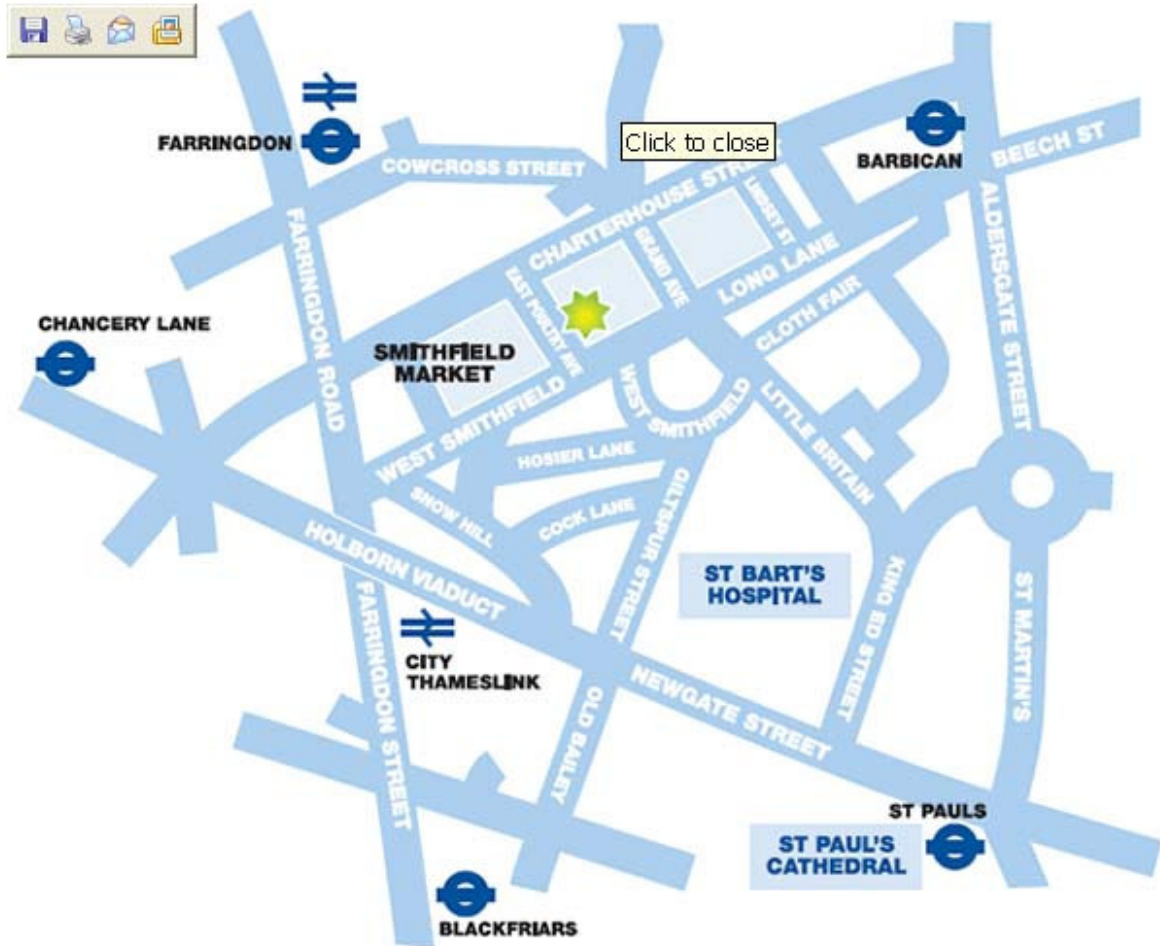 FARRINGDON
COWCROSS STREET
Click to close
CHARTERHOUSE STREET
BARBICAN
BEECH ST
LINDSEY ST
GRAND AVE
LONG LANE
ALDERSGATE STREET
FARRINGDON ROAD
EAST POULTRY AVE
CLOTH FAIR
CHANCERY LANE
SMITHFIELD
MARKET
WEST SMITHFIELD
WEST SMITHFIELD
LITTLE BRITAIN
HOSIER LANE
SNOW HILL
COCK LANE
GILTSPUR STREET
HOLBORN VIADUCT
ST BART'S
HOSPITAL
KING ED STREET
ST MARTIN'S
FARRINGDON STREET
CITY
THAMESLINK
OLD BAILEY
NEWGATE STREET
ST PAULS
ST PAUL'S
CATHEDRAL
BLACKFRIARS